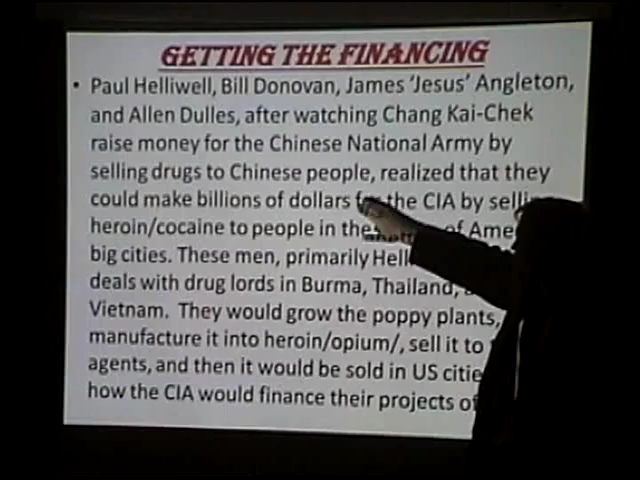 GETTING THE FINANCING
• Paul Helliwell, Bill Donovan, James 'Jesus' Angleton,
and Allen Dulles, after watching Chang Kai-Chek
raise money for the Chinese National Army by
selling drugs to Chinese people, realized that they
could make billions of dollars for the CIA by
heroin/cocaine to people in the of
big cities. These men, primarily
deals with drug lords in Burma, Thailand,
Vietnam. They would grow the poppy plants,
manufacture it into heroin/opium/, sell it to
agents, and then it would be sold in US
how the CIA would finance their projects